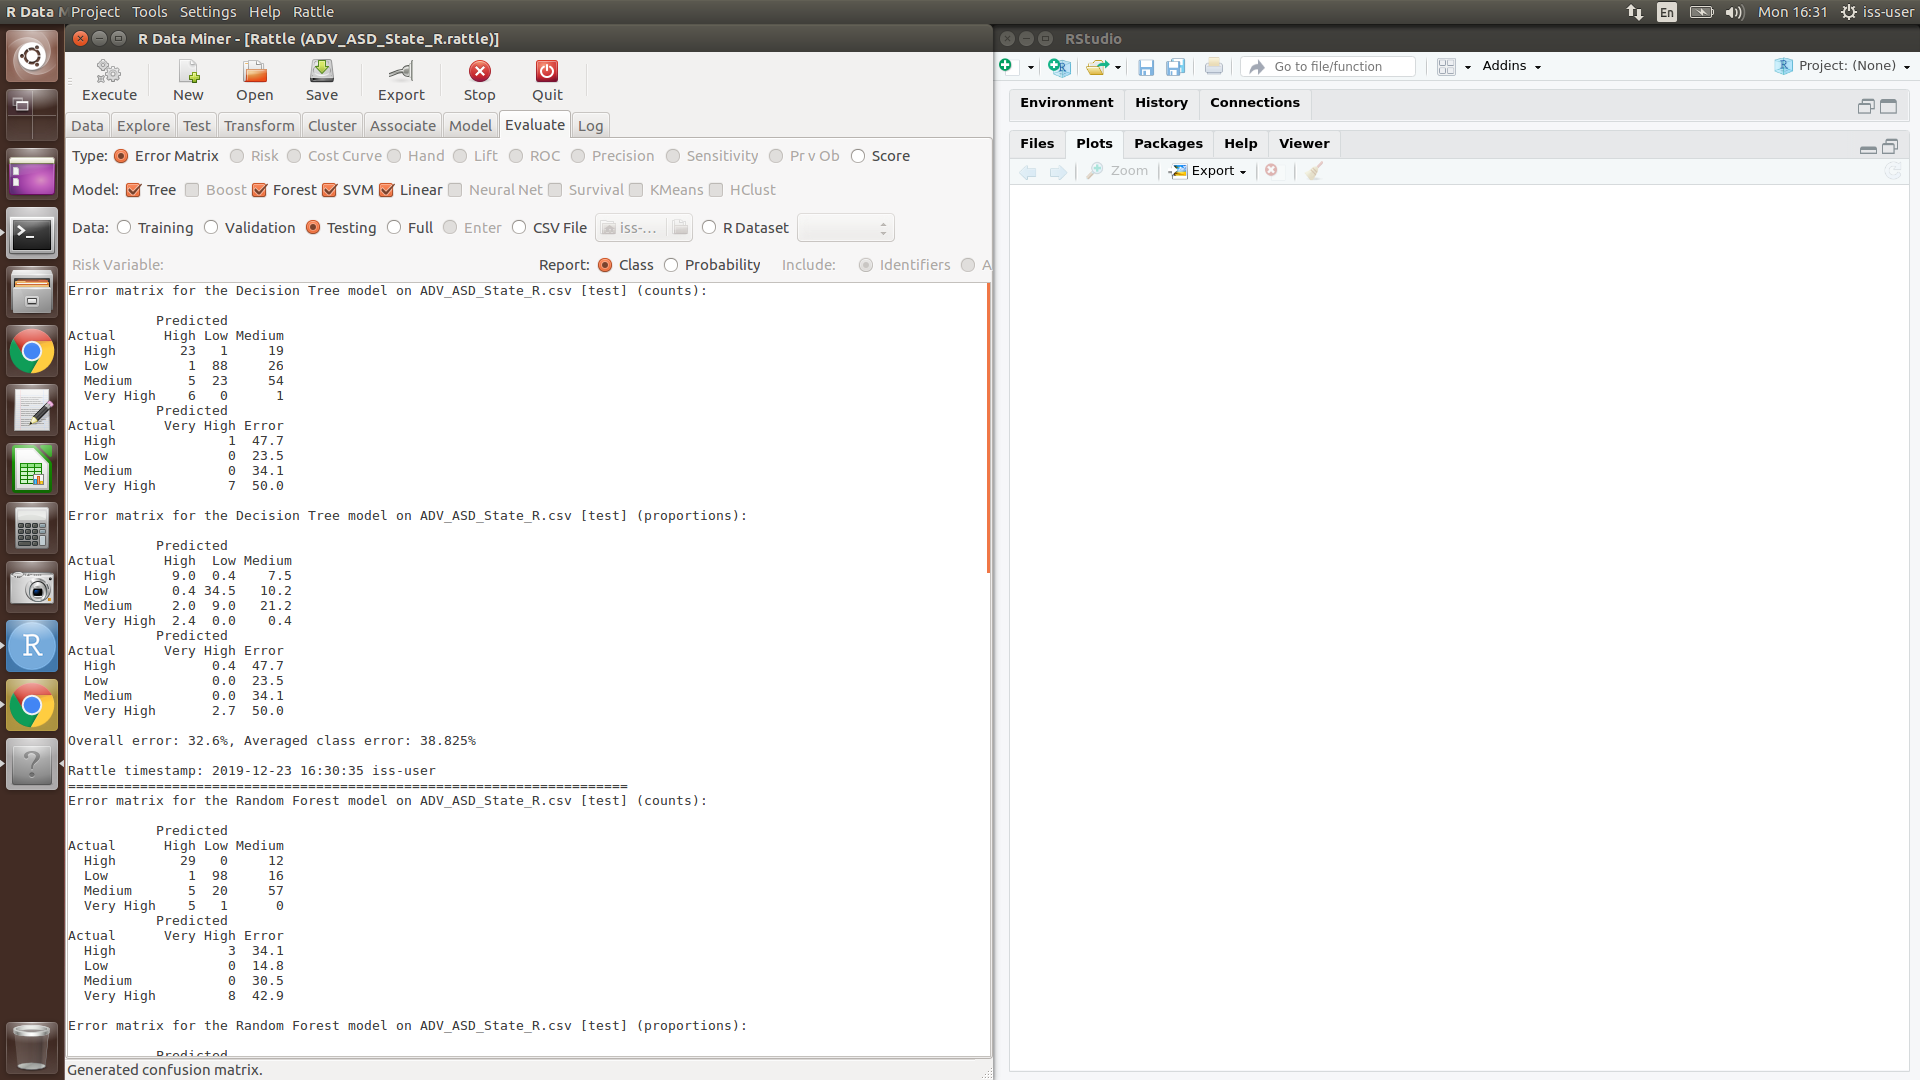 R Data M Project Tools Settings Help Rattle En Mon 16:31 iss-user
R Data Miner - [Rattle (ADV_ASD_State_R.rattle)]
Execute New Open Save Export Stop Quit
Data Explore Test Transform Cluster Associate Model Evaluate Log
Type: Error Matrix Risk Cost Curve Hand Lift ROC Precision Sensitivity Pr v Ob Score
Model: Tree Boost Forest SVM Linear Neural Net Survival KMeans HClust
Data: Training Validation Testing Full Enter CSV File iss-... R Dataset
Risk Variable: Report: Class Probability Include: Identifiers A
Error matrix for the Decision Tree model on ADV_ASD_State_R.csv [test] (counts):
Predicted
Actual High Low Medium
High 23 1 19
Low 1 88 26
Medium 5 23 54
Very High 6 0 1
Predicted
Actual Very High Error
High 1 47.7
Low 0 23.5
Medium 0 34.1
Very High 7 50.0
Error matrix for the Decision Tree model on ADV_ASD_State_R.csv [test] (proportions):
Predicted
Actual High Low Medium
High 9.0 0.4 7.5
Low 0.4 34.5 10.2
Medium 2.0 9.0 21.2
Very High 2.4 0.0 0.4
Predicted
Actual Very High Error
High 0.4 47.7
Low 0.0 23.5
Medium 0.0 34.1
Very High 2.7 50.0
Overall error: 32.6%, Averaged class error: 38.825%
Rattle timestamp: 2019-12-23 16:30:35 iss-user
======================================================================
Error matrix for the Random Forest model on ADV_ASD_State_R.csv [test] (counts):
Predicted
Actual High Low Medium
High 29 0 12
Low 1 98 16
Medium 5 20 57
Very High 5 1 0
Predicted
Actual Very High Error
High 3 34.1
Low 0 14.8
Medium 0 30.5
Very High 8 42.9
Error matrix for the Random Forest model on ADV_ASD_State_R.csv [test] (proportions):
Predicted
Generated confusion matrix.
RStudio
Go to file/function Addins Project: (None)
Environment History Connections
Files Plots Packages Help Viewer
Zoom Export